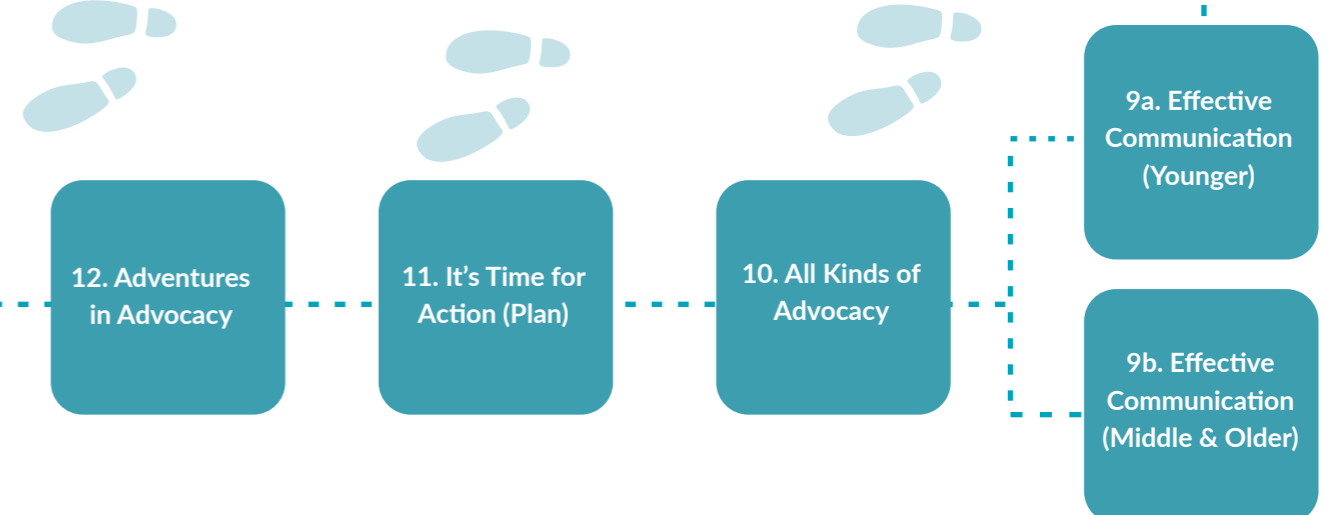 9a. Effective
Communication
(Younger)
12. Adventures
in Advocacy
11. It’s Time for
Action (Plan)
10. All Kinds of
Advocacy
9b. Effective
Communication
(Middle & Older)